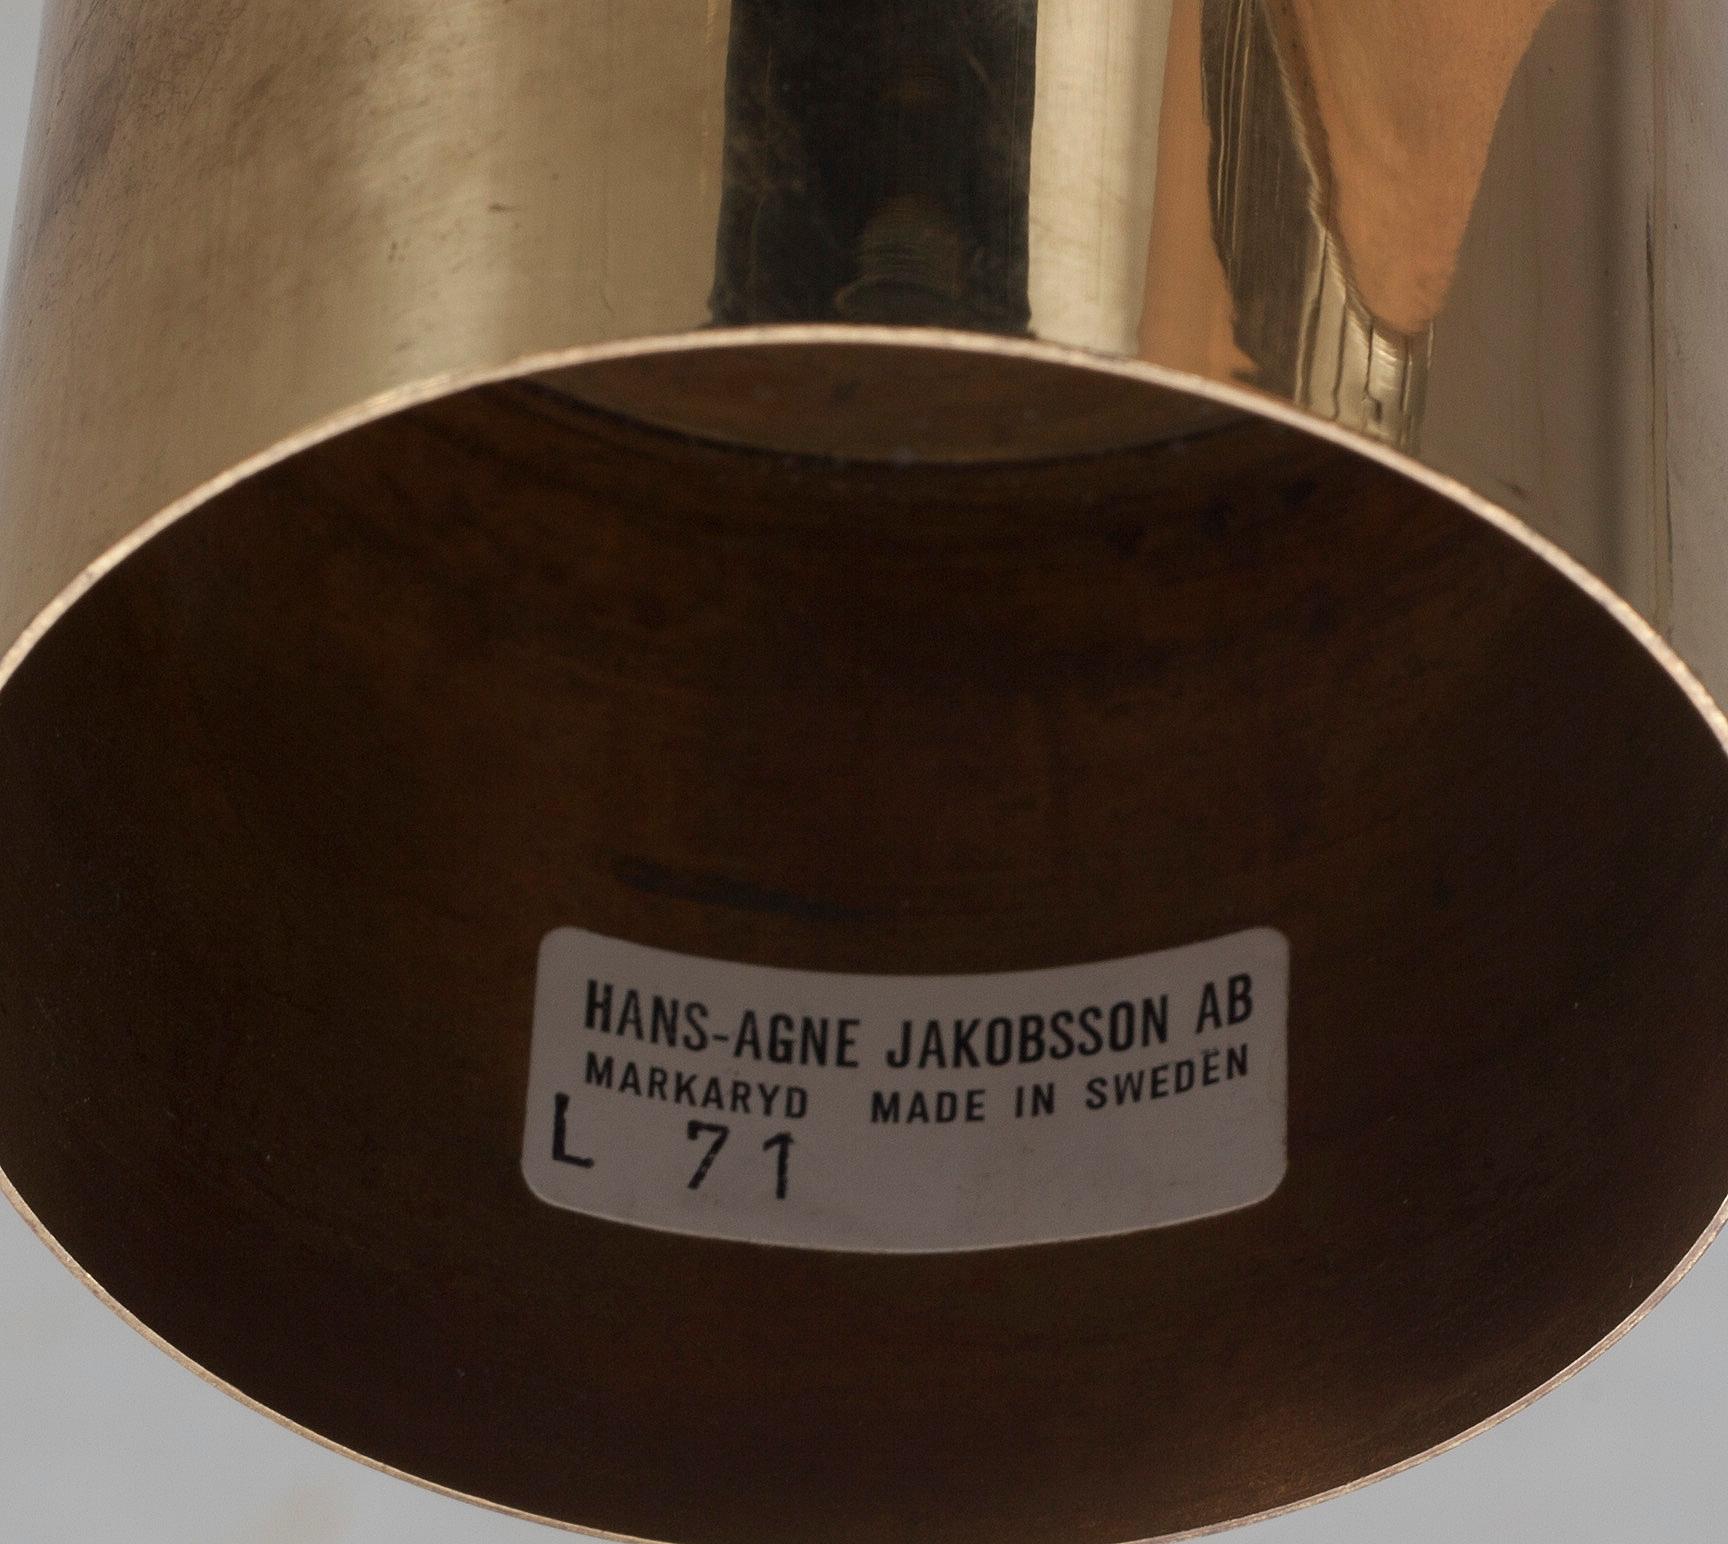 HANS-AGNE JAKOBSSON AB
MARKARYD MADE IN SWEDEN
L 71